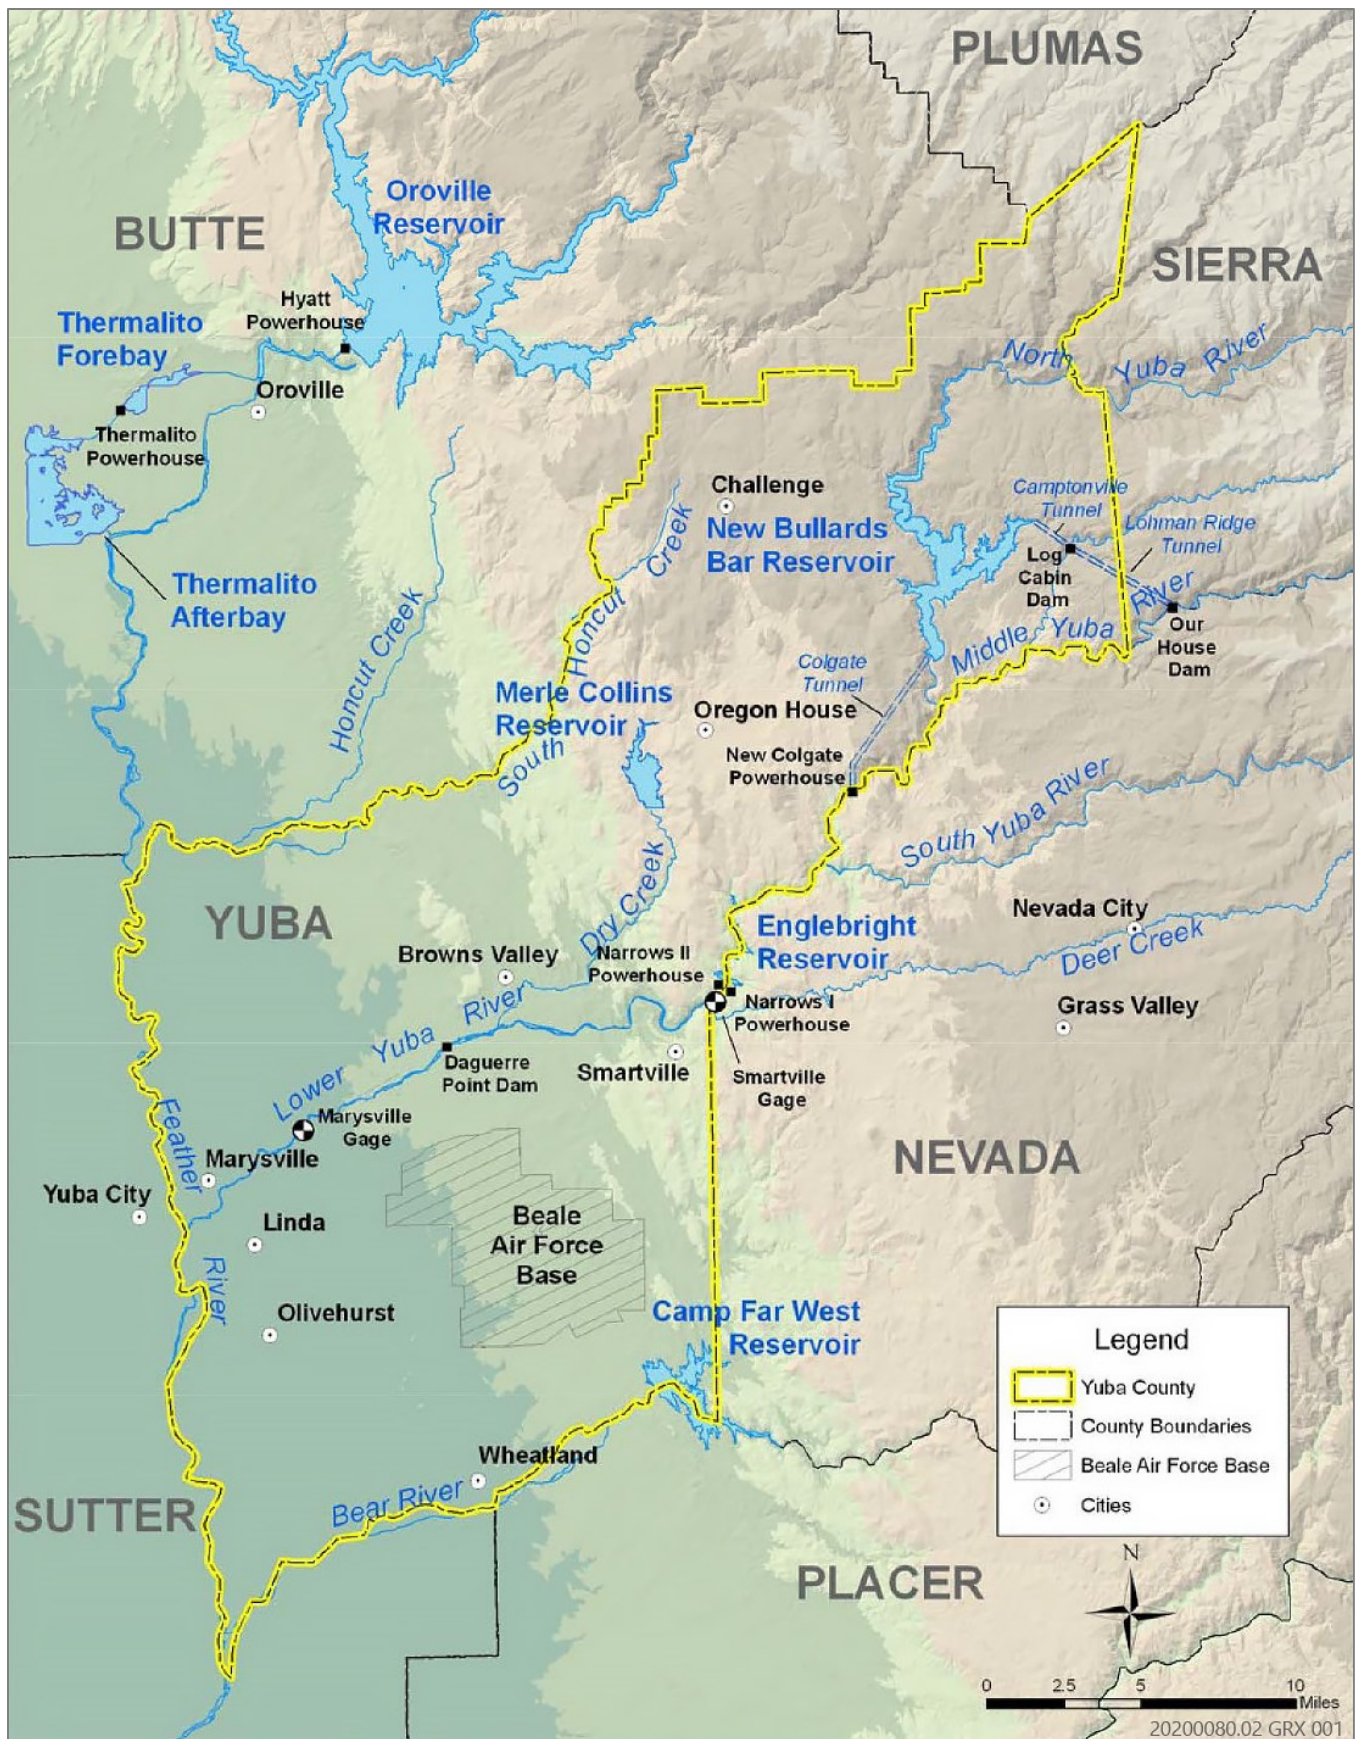 PLUMAS
Oroville
Reservoir
BUTTE
SIERRA
Hyatt
Powerhouse
Thermalito
Forebay
North Yuba River
Oroville
Thermalito
Powerhouse
Challenge
Camptonville
Tunnel
New Bullards
Bar Reservoir
Lohman Ridge
Tunnel
Log
Cabin
Dam
Thermalito
Afterbay
Honcut Creek
South Honcut Creek
Middle Yuba River
Our
House
Dam
Colgate
Tunnel
Merle Collins
Reservoir
Oregon House
New Colgate
Powerhouse
South Yuba River
YUBA
Dry Creek
Nevada City
Englebright
Reservoir
Deer Creek
Browns Valley
Narrows II
Powerhouse
Narrows I
Powerhouse
Grass Valley
Lower Yuba River
Daguerre
Point Dam
Smartville
Smartville
Gage
Marysville
Gage
Feather River
Marysville
NEVADA
Yuba City
Linda
Beale
Air Force
Base
Olivehurst
Camp Far West
Reservoir
Legend
Yuba County
County Boundaries
Beale Air Force Base
Cities
Wheatland
Bear River
SUTTER
PLACER
N
0 2.5 5 10
Miles
20200080.02 GRX 001